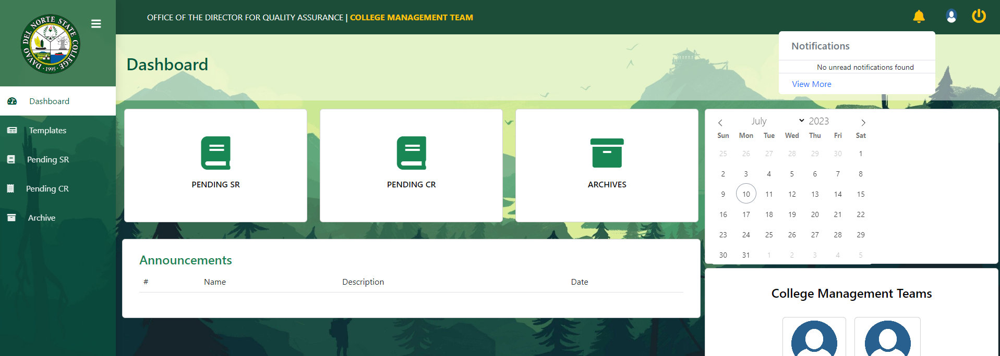 DAVAO DEL NORTE STATE COLLEGE
· 1995 ·
OFFICE OF THE DIRECTOR FOR QUALITY ASSURANCE | COLLEGE MANAGEMENT TEAM
Notifications
No unread notifications found
View More
Dashboard
Dashboard
Templates
Pending SR
Pending CR
Archive
PENDING SR
PENDING CR
ARCHIVES
July 2023
Sun Mon Tue Wed Thu Fri Sat
25 26 27 28 29 30 1
2 3 4 5 6 7 8
9 10 11 12 13 14 15
16 17 18 19 20 21 22
23 24 25 26 27 28 29
30 31 1 2 3 4 5
Announcements
# Name Description Date
College Management Teams